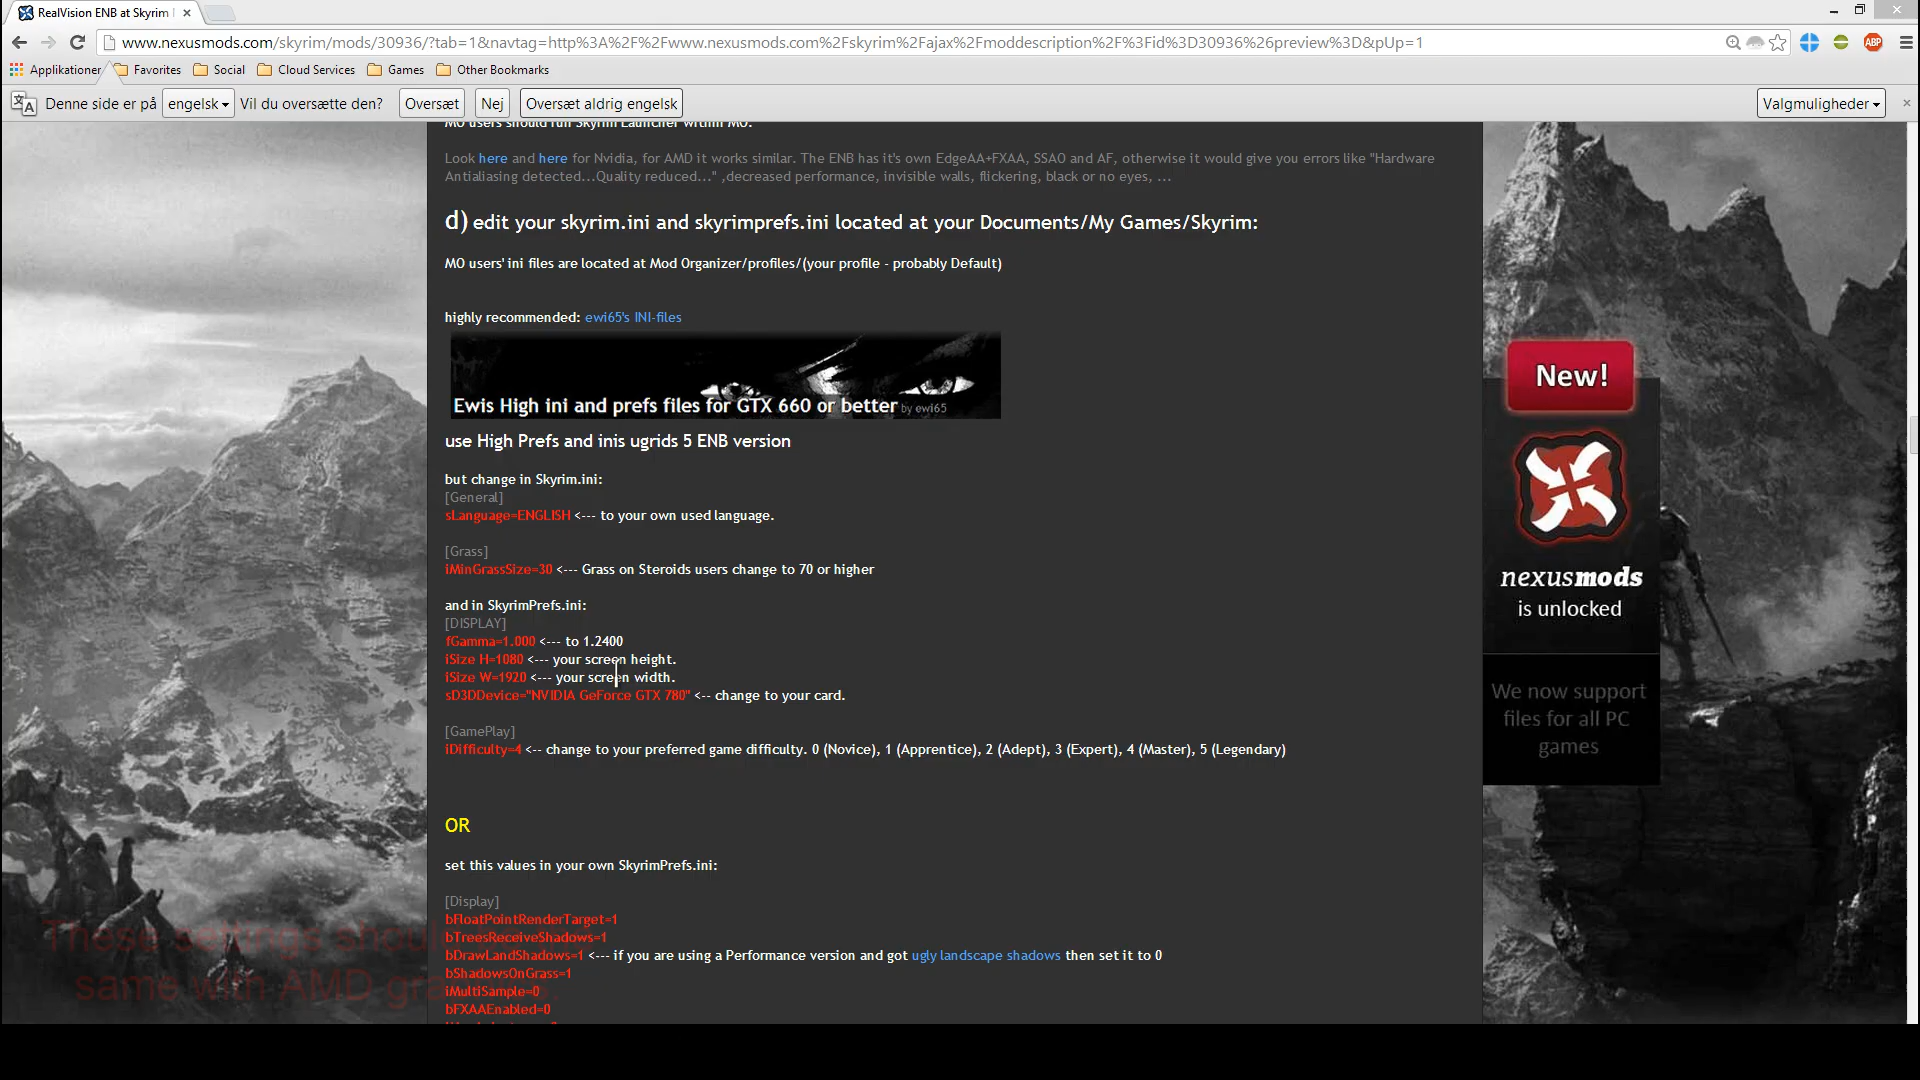 RealVision ENB at Skyrim
www.nexusmods.com/skyrim/mods/30936/?tab=1&navtag=http%3A%2F%2Fwww.nexusmods.com%2Fskyrim%2Fajax%2Fmoddescription%2F%3Fid%3D30936%26preview%3D&pUp=1
ABP
Applikationer Favorites Social Cloud Services Games Other Bookmarks
Denne side er på engelsk Vil du oversætte den? Oversæt Nej Oversæt aldrig engelsk Valgmuligheder
MO users should run Skyrim Launcher within MO.
Look here and here for Nvidia, for AMD it works similar. The ENB has it's own EdgeAA+FXAA, SSAO and AF, otherwise it would give you errors like "Hardware
Antialiasing detected...Quality reduced..." ,decreased performance, invisible walls, flickering, black or no eyes, ...
d) edit your skyrim.ini and skyrimprefs.ini located at your Documents/My Games/Skyrim:
MO users' ini files are located at Mod Organizer/profiles/(your profile - probably Default)
highly recommended: ewi65's INI-files
Ewis High ini and prefs files for GTX 660 or better by ewi65
use High Prefs and inis ugrids 5 ENB version
but change in Skyrim.ini:
[General]
sLanguage=ENGLISH <--- to your own used language.
[Grass]
iMinGrassSize=30 <--- Grass on Steroids users change to 70 or higher
and in SkyrimPrefs.ini:
[DISPLAY]
fGamma=1.000 <--- to 1.2400
iSize H=1080 <--- your screen height.
iSize W=1920 <--- your screen width.
sD3DDevice="NVIDIA GeForce GTX 780" <-- change to your card.
[GamePlay]
iDifficulty=4 <-- change to your preferred game difficulty. 0 (Novice), 1 (Apprentice), 2 (Adept), 3 (Expert), 4 (Master), 5 (Legendary)
OR
set this values in your own SkyrimPrefs.ini:
[Display]
bFloatPointRenderTarget=1
bTreesReceiveShadows=1
bDrawLandShadows=1 <--- if you are using a Performance version and got ugly landscape shadows then set it to 0
bShadowsOnGrass=1
iMultiSample=0
bFXAAEnabled=0
These settings shou
same with AMD gra
New!
nexusmods
is unlocked
We now support
files for all PC
games